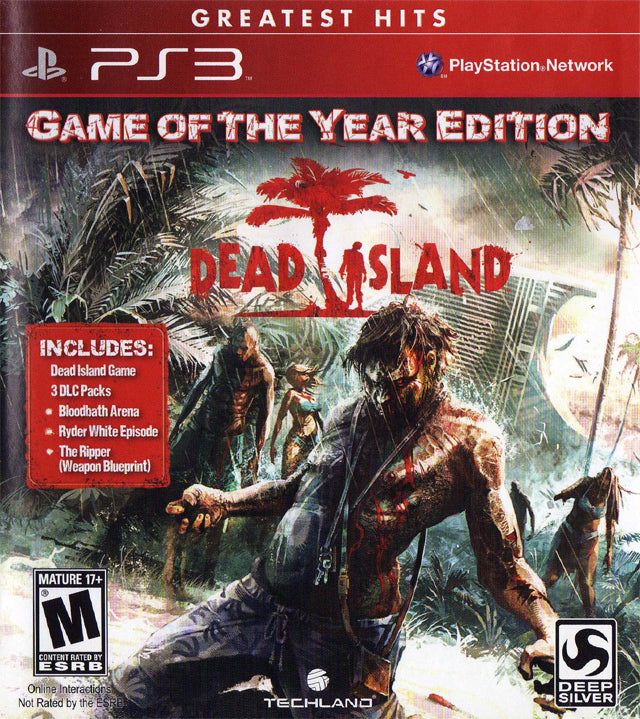 GREATEST HITS
PS3™
PlayStation®Network
GAME OF THE YEAR EDITION
DEAD ISLAND
INCLUDES:
Dead Island Game
3 DLC Packs
Bloodbath Arena
Ryder White Episode
The Ripper
(Weapon Blueprint)
MATURE 17+
M
CONTENT RATED BY
ESRB
Online Interactions
Not Rated by the ESRB
TECHLAND
DEEP
SILVER